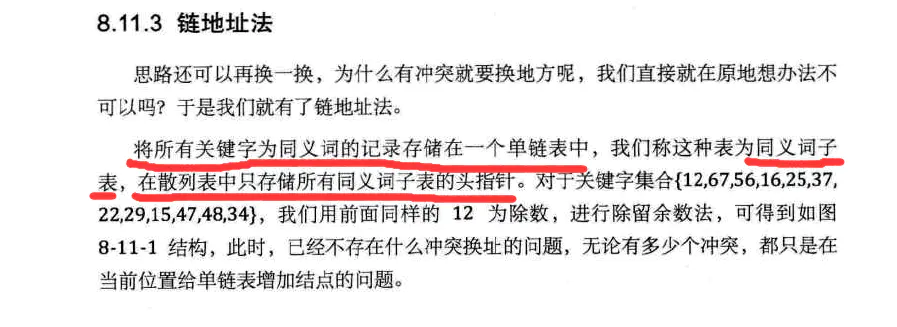 8.11.3 链地址法
思路还可以再换一换，为什么有冲突就要换地方呢，我们直接就在原地想办法不
可以吗？于是我们就有了链地址法。
将所有关键字为同义词的记录存储在一个单链表中，我们称这种表为同义词子
表，在散列表中只存储所有同义词子表的头指针。对于关键字集合{12,67,56,16,25,37,
22,29,15,47,48,34}，我们用前面同样的 12 为除数，进行除留余数法，可得到如图
8-11-1 结构，此时，已经不存在什么冲突换址的问题，无论有多少个冲突，都只是在
当前位置给单链表增加结点的问题。